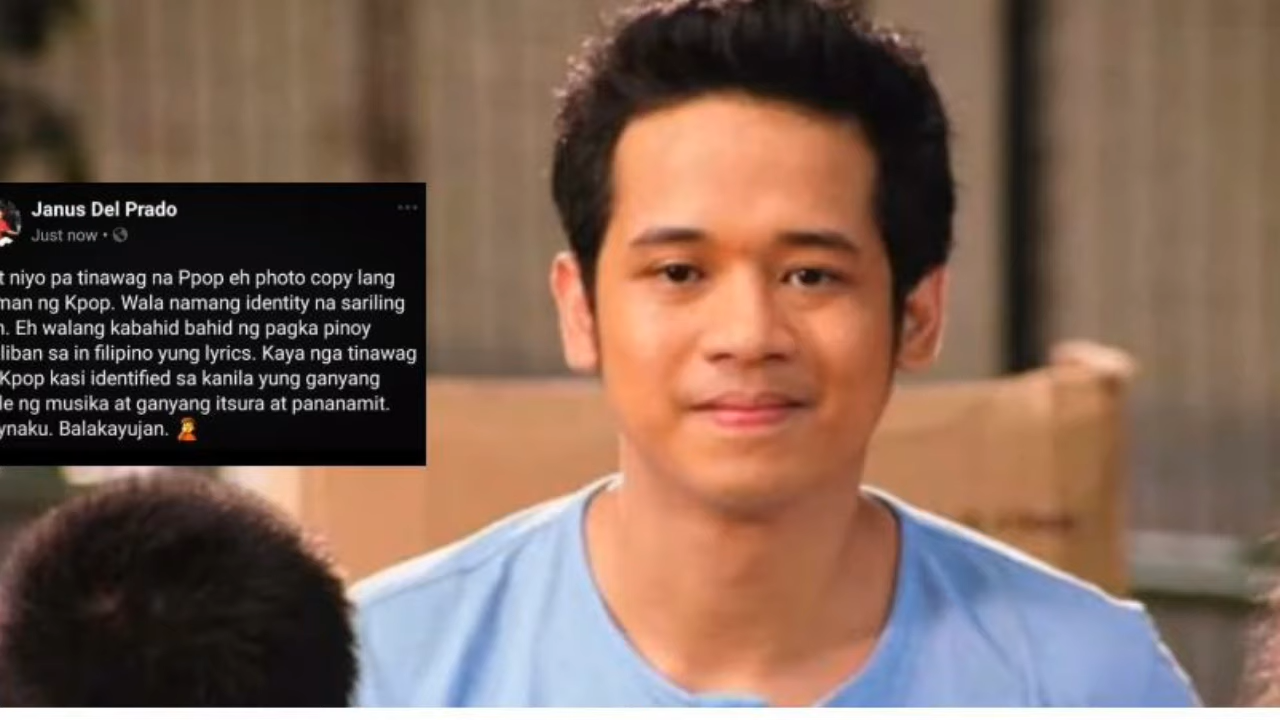 Janus Del Prado
Just now
t niyo pa tinawag na Ppop eh photo copy lang
man ng Kpop. Wala namang identity na sariling
n. Eh walang kabahid bahid ng pagka pinoy
liban sa in filipino yung lyrics. Kaya nga tinawag
Kpop kasi identified sa kanila yung ganyang
le ng musika at ganyang itsura at pananamit.
ynaku. Balakayujan. 🤦